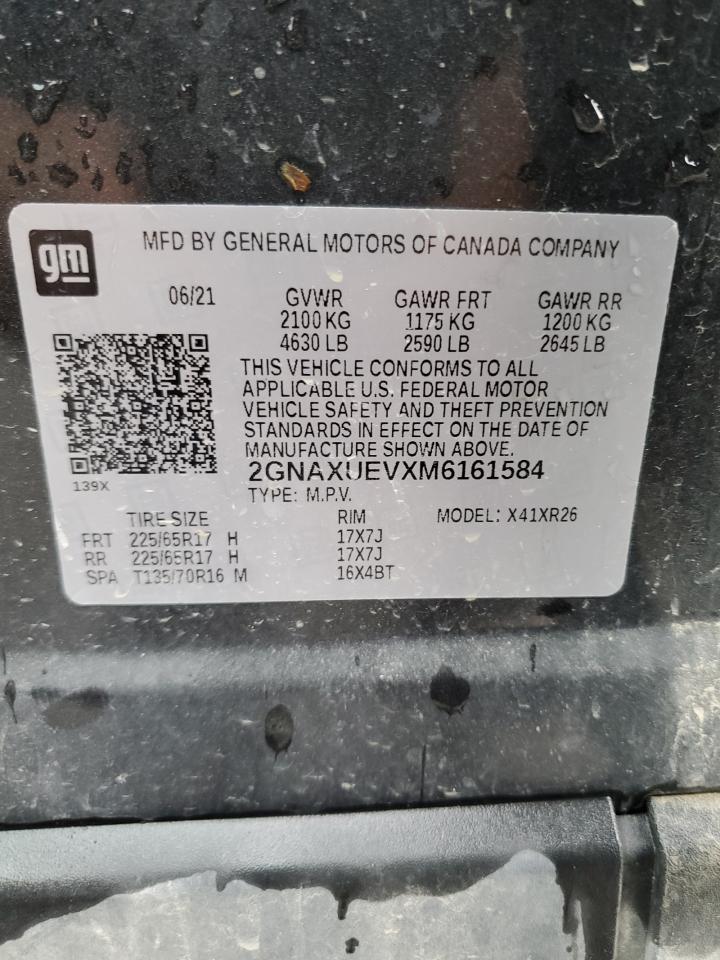 gm
MFD BY GENERAL MOTORS OF CANADA COMPANY
06/21 GVWR GAWR FRT GAWR RR
2100 KG 1175 KG 1200 KG
4630 LB 2590 LB 2645 LB
THIS VEHICLE CONFORMS TO ALL
APPLICABLE U.S. FEDERAL MOTOR
VEHICLE SAFETY AND THEFT PREVENTION
STANDARDS IN EFFECT ON THE DATE OF
MANUFACTURE SHOWN ABOVE.
2GNAXUEVXM6161584
139X
TYPE: M.P.V.
TIRE SIZE RIM MODEL: X41XR26
FRT 225/65R17 H 17X7J
RR 225/65R17 H 17X7J
SPA T135/70R16 M 16X4BT